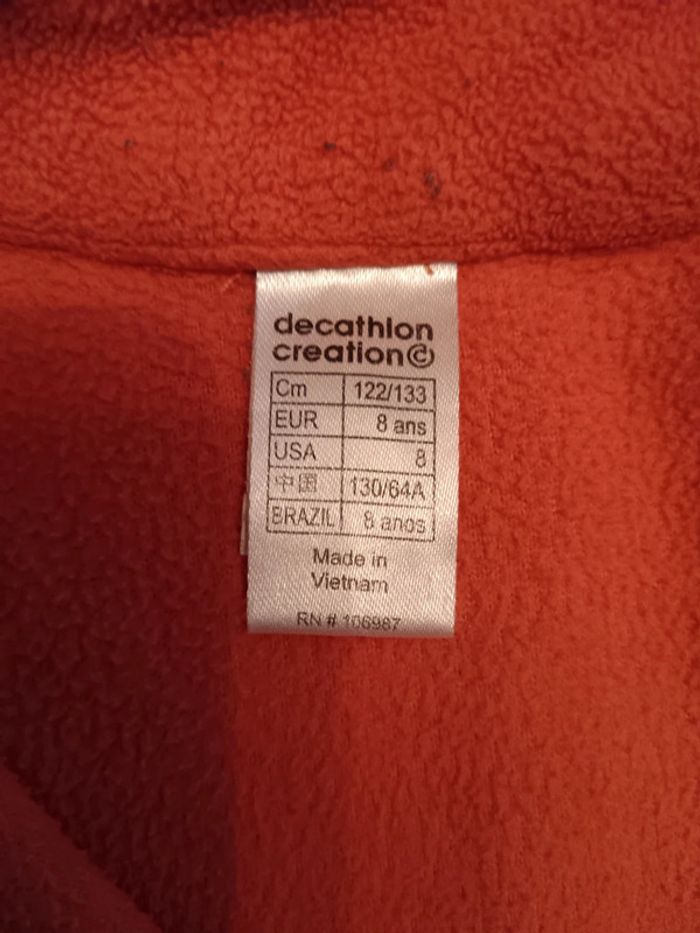 decathlon
creation©
Cm 122/133
EUR 8 ans
USA 8
中国 130/64A
BRAZIL 8 anos
Made in
Vietnam
RN # 106987